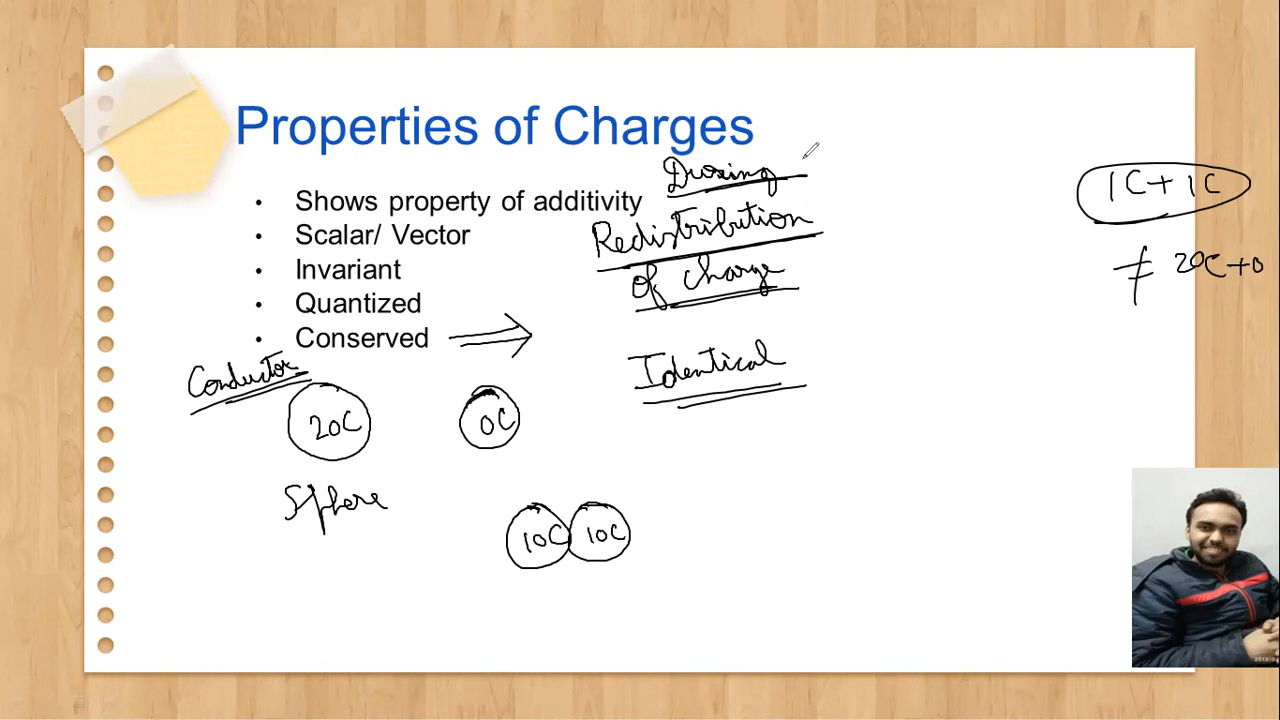 Properties of Charges
During
• Shows property of additivity
Redistribution
• Scalar/ Vector
of charge
• Invariant
• Quantized
• Conserved
Identical
Conductor
20C
0C
Sphere
10C 10C
1C + 1C
≠ 20C + 0